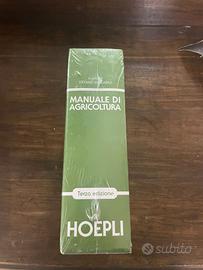 MANUALE DI
AGRICOLTURA
Terza edizione
HOEPLI
subito